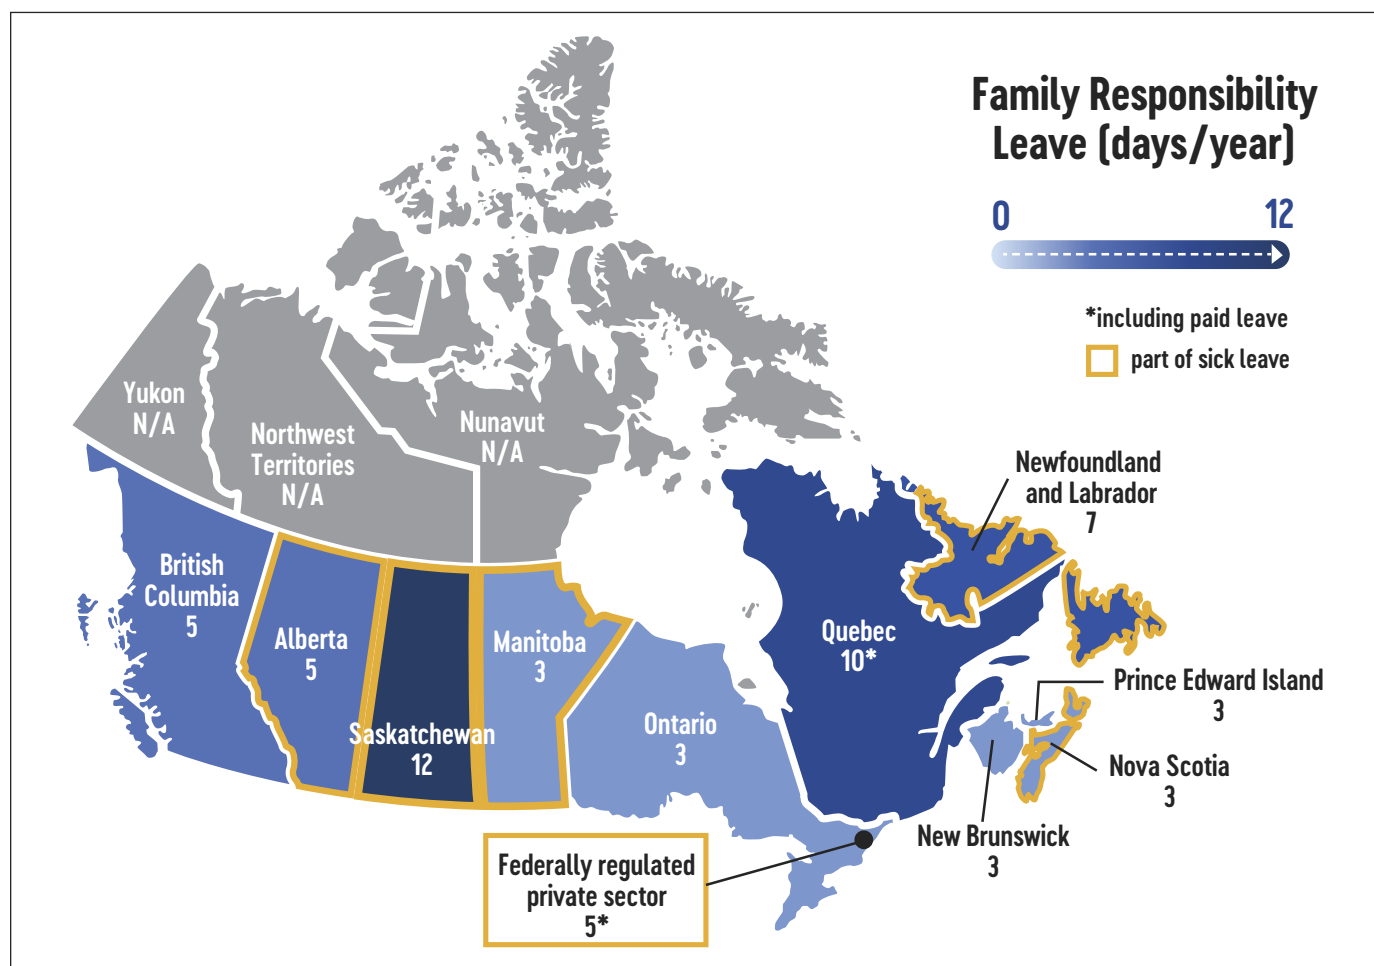 Family Responsibility
Leave (days/year)
0
12
*including paid leave
part of sick leave
Yukon
N/A
Northwest
Territories
N/A
Nunavut
N/A
Newfoundland
and Labrador
7
British
Columbia
5
Alberta
5
Saskatchewan
12
Manitoba
3
Ontario
3
Quebec
10*
Prince Edward Island
3
Nova Scotia
3
New Brunswick
3
Federally regulated
private sector
5*